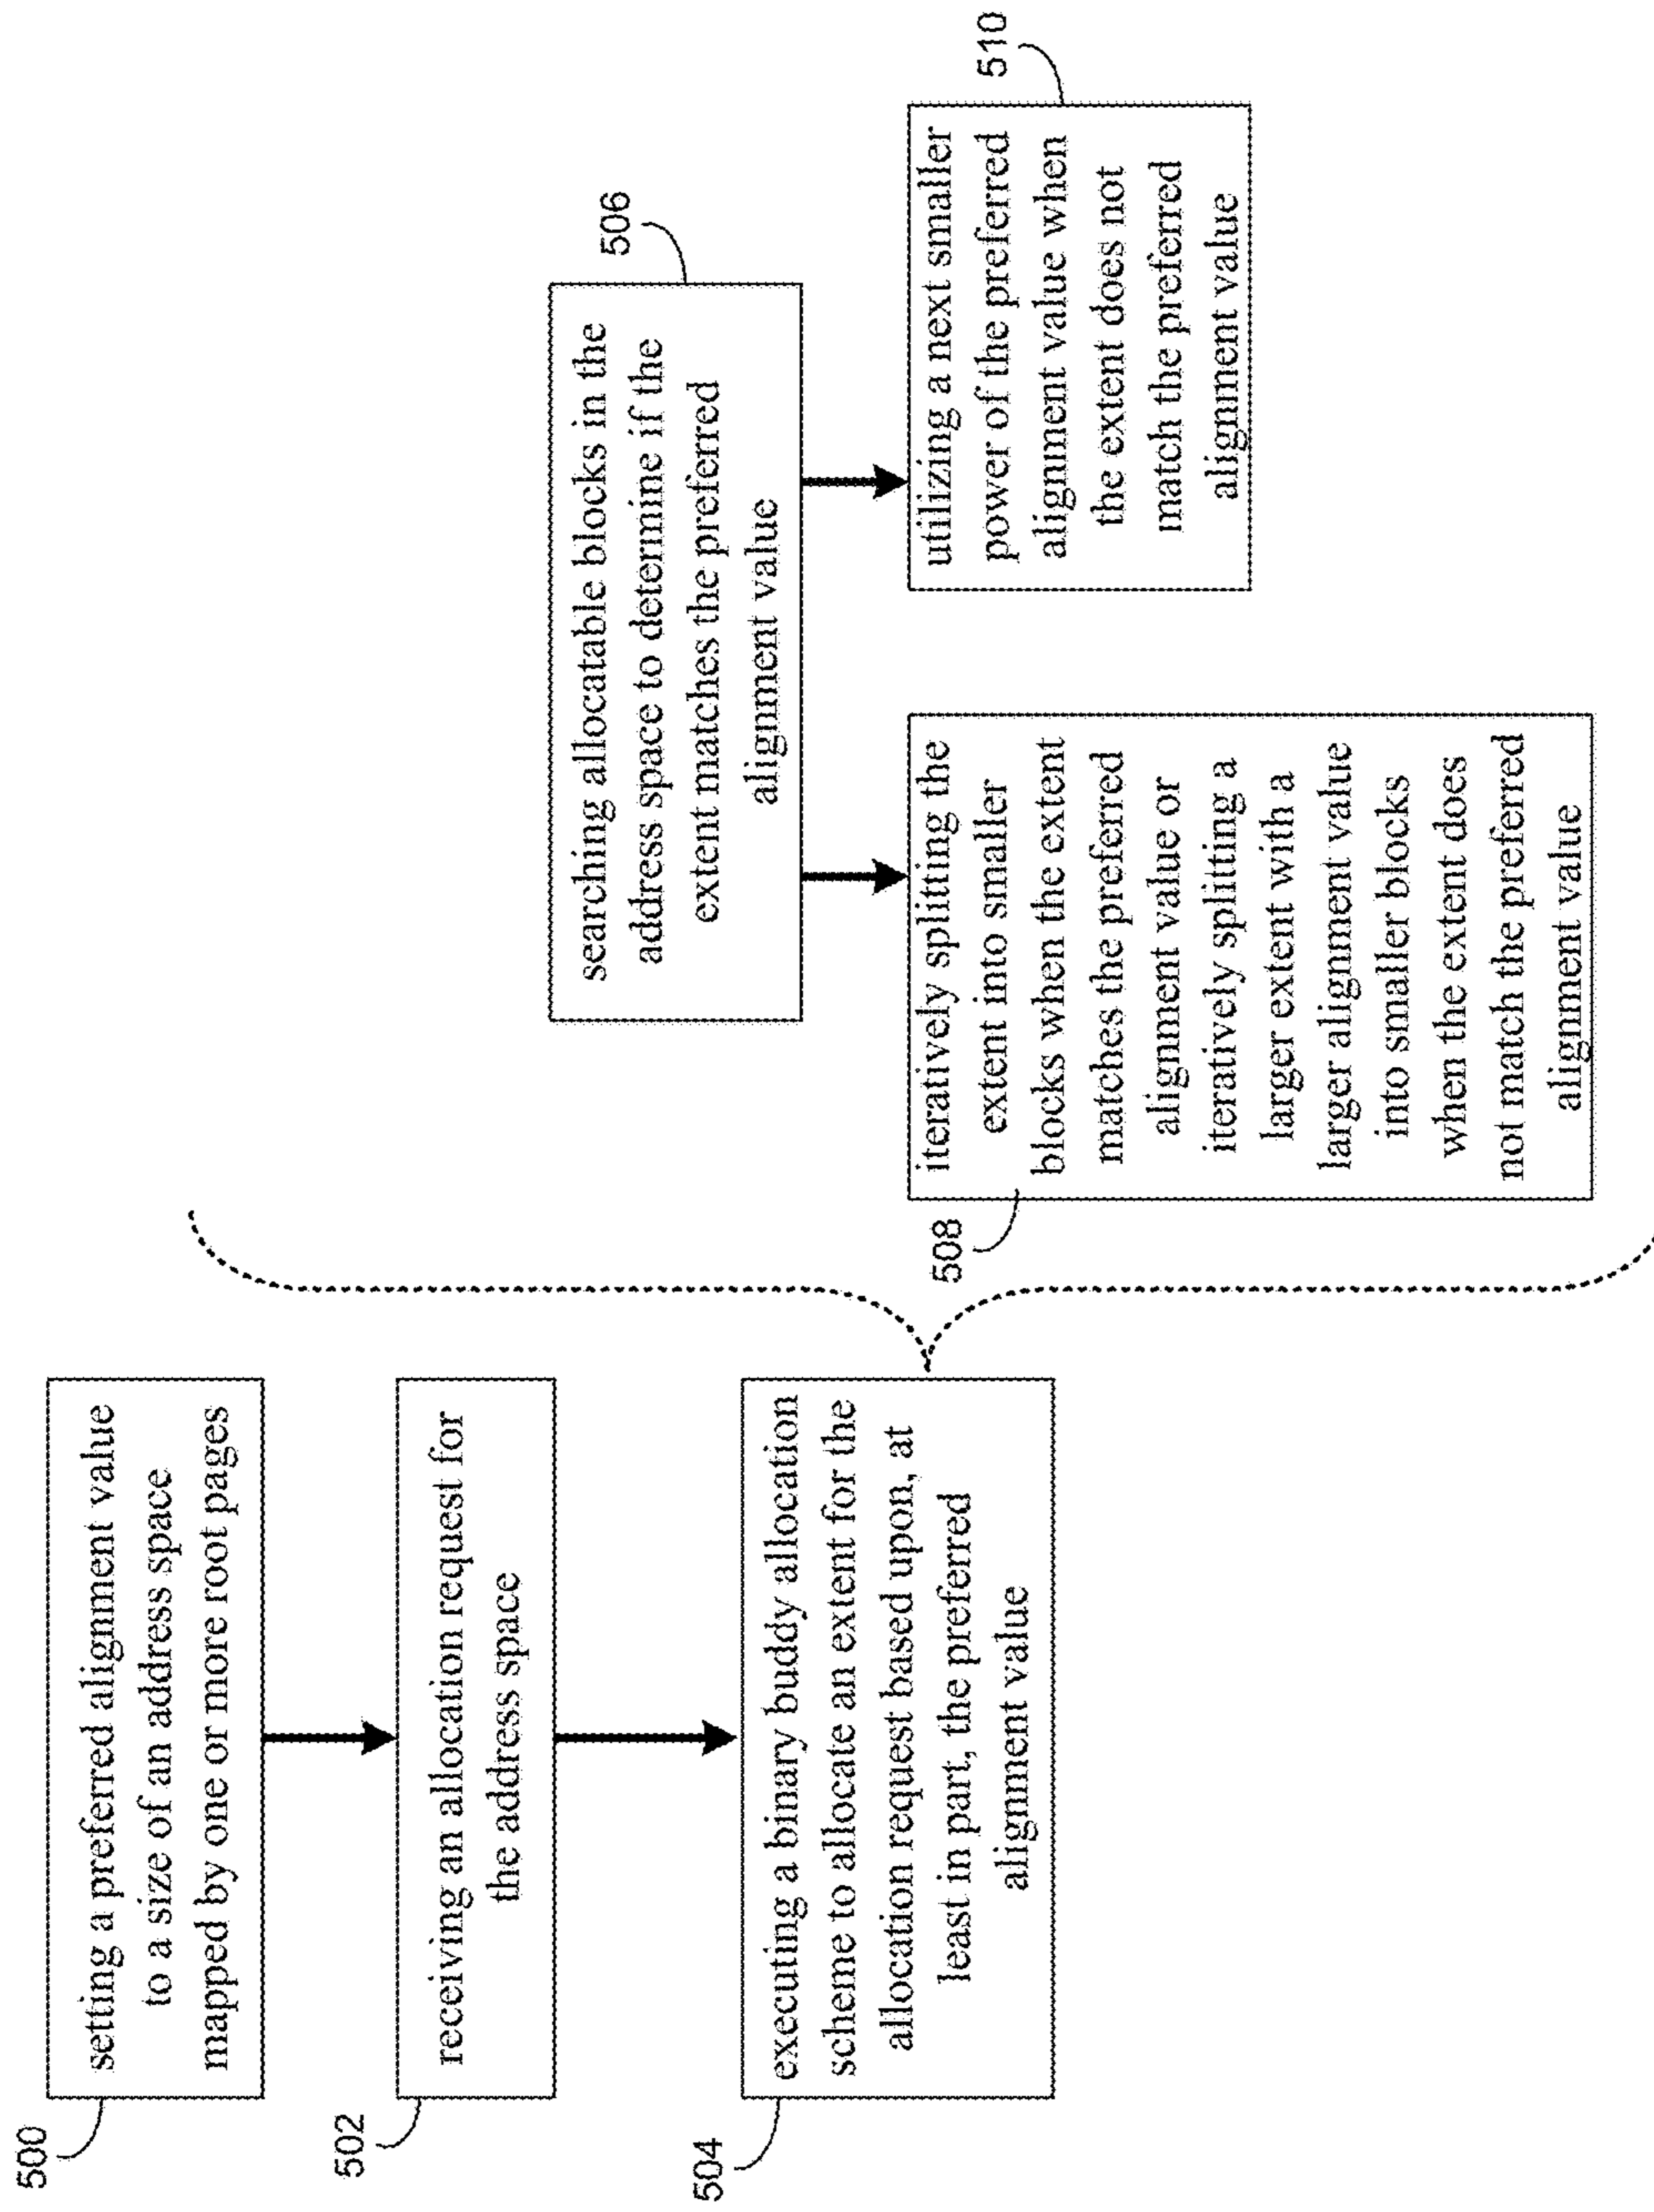 500
setting a preferred alignment value
to a size of an address space
mapped by one or more root pages
502
receiving an allocation request for
the address space
504
executing a binary buddy allocation
scheme to allocate an extent for the
allocation request based upon, at
least in part, the preferred
alignment value
506
searching allocatable blocks in the
address space to determine if the
extent matches the preferred
alignment value
508
iteratively splitting the
extent into smaller
blocks when the extent
matches the preferred
alignment value or
iteratively splitting a
larger extent with a
larger alignment value
into smaller blocks
when the extent does
not match the preferred
alignment value
510
utilizing a next smaller
power of the preferred
alignment value when
the extent does not
match the preferred
alignment value